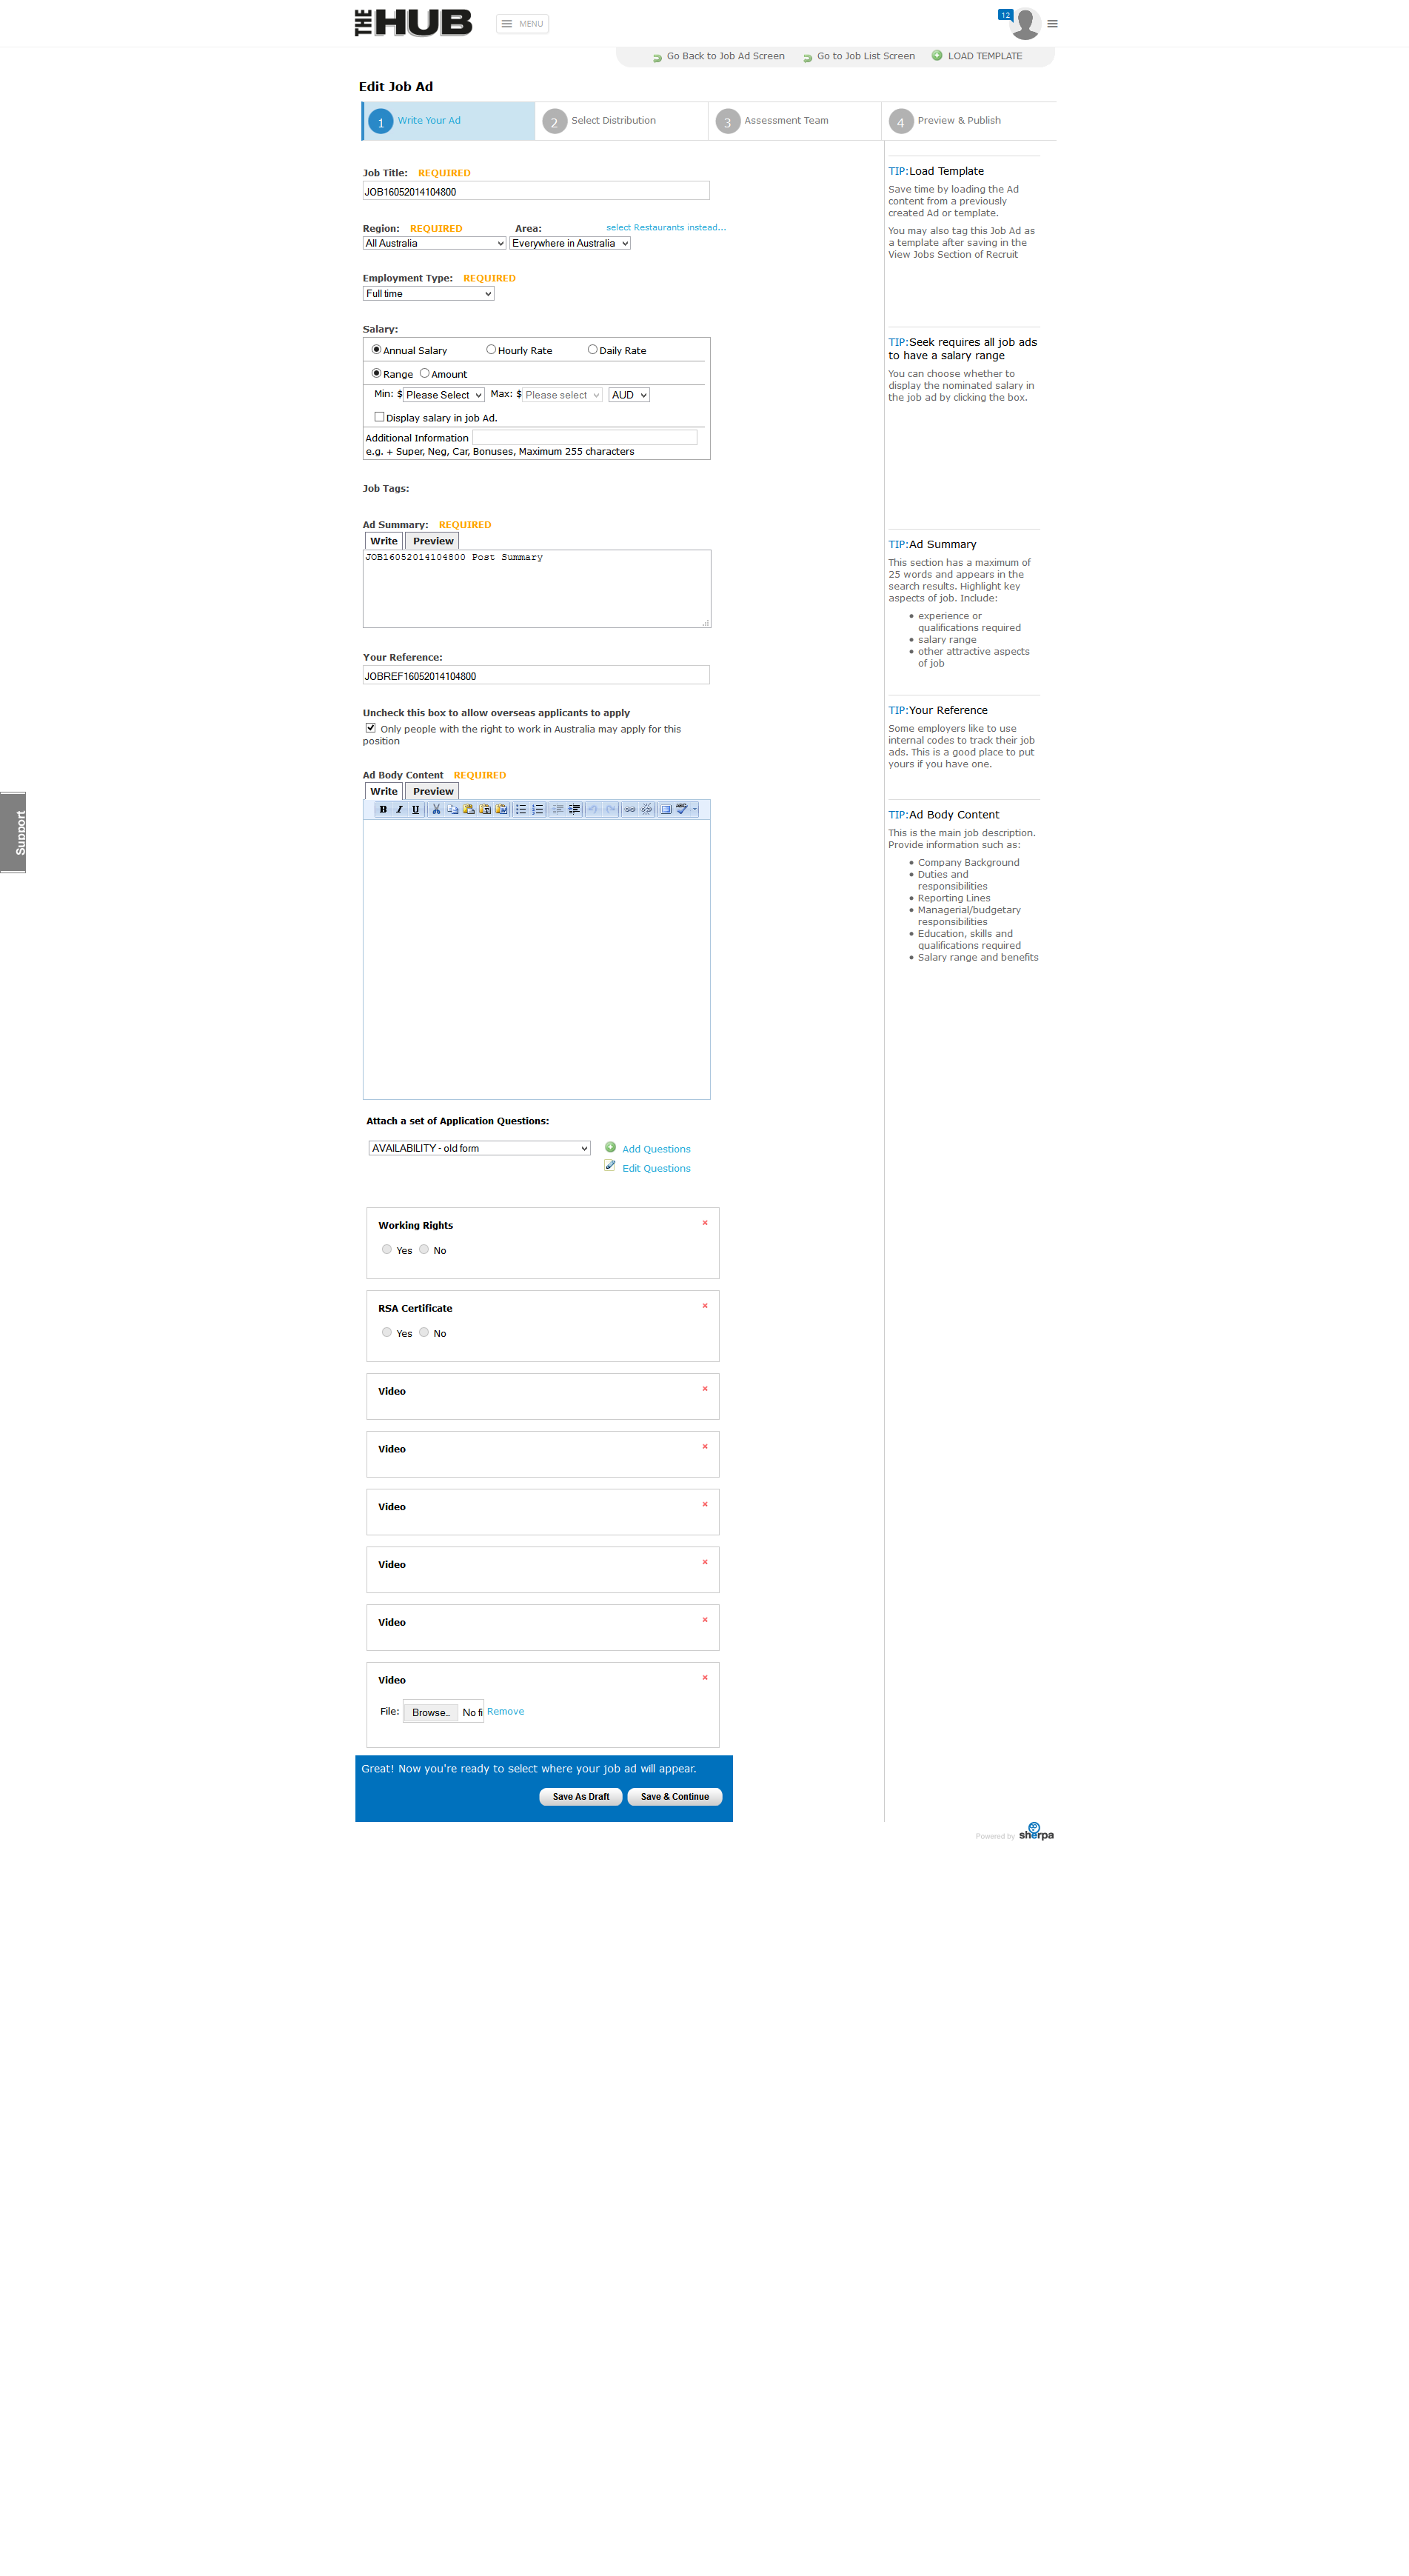 THE HUB
MENU
12
Go Back to Job Ad Screen
Go to Job List Screen
LOAD TEMPLATE
Edit Job Ad
1 Write Your Ad
2 Select Distribution
3 Assessment Team
4 Preview & Publish
Job Title: REQUIRED
JOB16052014104800
Region: REQUIRED Area: select Restaurants instead...
All Australia Everywhere in Australia
Employment Type: REQUIRED
Full time
Salary:
Annual Salary Hourly Rate Daily Rate
Range Amount
Min: $ Please Select Max: $ Please select AUD
Display salary in job Ad.
Additional Information
e.g. + Super, Neg, Car, Bonuses, Maximum 255 characters
Job Tags:
Ad Summary: REQUIRED
Write Preview
JOB16052014104800 Post Summary
Your Reference:
JOBREF16052014104800
Uncheck this box to allow overseas applicants to apply
Only people with the right to work in Australia may apply for this
position
Ad Body Content REQUIRED
Write Preview
B I U
ABC
Attach a set of Application Questions:
AVAILABILITY - old form
Add Questions
Edit Questions
Working Rights
Yes No
RSA Certificate
Yes No
Video
Video
Video
Video
Video
Video
File: Browse.. No fi Remove
Great! Now you're ready to select where your job ad will appear.
Save As Draft Save & Continue
TIP:Load Template
Save time by loading the Ad
content from a previously
created Ad or template.
You may also tag this Job Ad as
a template after saving in the
View Jobs Section of Recruit
TIP:Seek requires all job ads
to have a salary range
You can choose whether to
display the nominated salary in
the job ad by clicking the box.
TIP:Ad Summary
This section has a maximum of
25 words and appears in the
search results. Highlight key
aspects of job. Include:
experience or
qualifications required
salary range
other attractive aspects
of job
TIP:Your Reference
Some employers like to use
internal codes to track their job
ads. This is a good place to put
yours if you have one.
TIP:Ad Body Content
This is the main job description.
Provide information such as:
Company Background
Duties and
responsibilities
Reporting Lines
Managerial/budgetary
responsibilities
Education, skills and
qualifications required
Salary range and benefits
Support
Powered by sherpa